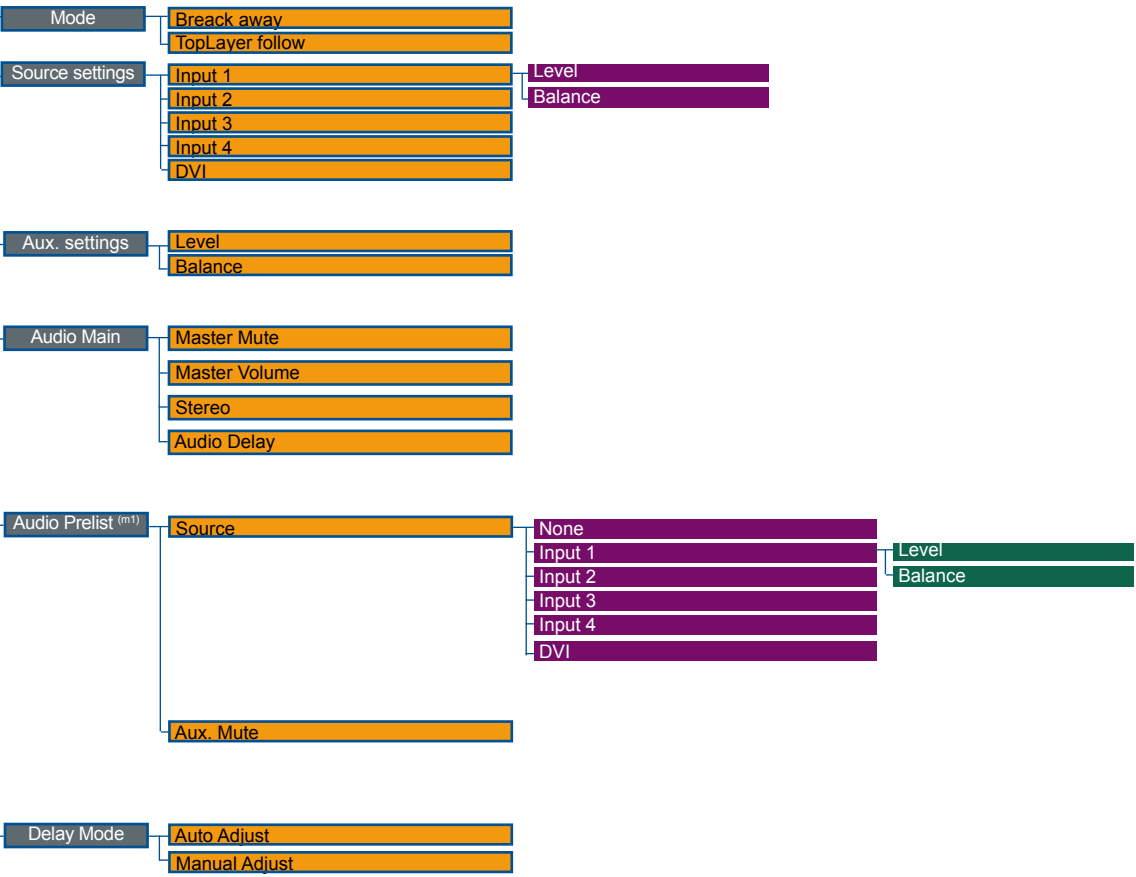 Mode
Breack away
TopLayer follow
Source settings
Input 1
Level
Balance
Input 2
Input 3
Input 4
DVI
Aux. settings
Level
Balance
Audio Main
Master Mute
Master Volume
Stereo
Audio Delay
Audio Prelist (m1)
Source
None
Input 1
Level
Balance
Input 2
Input 3
Input 4
DVI
Aux. Mute
Delay Mode
Auto Adjust
Manual Adjust